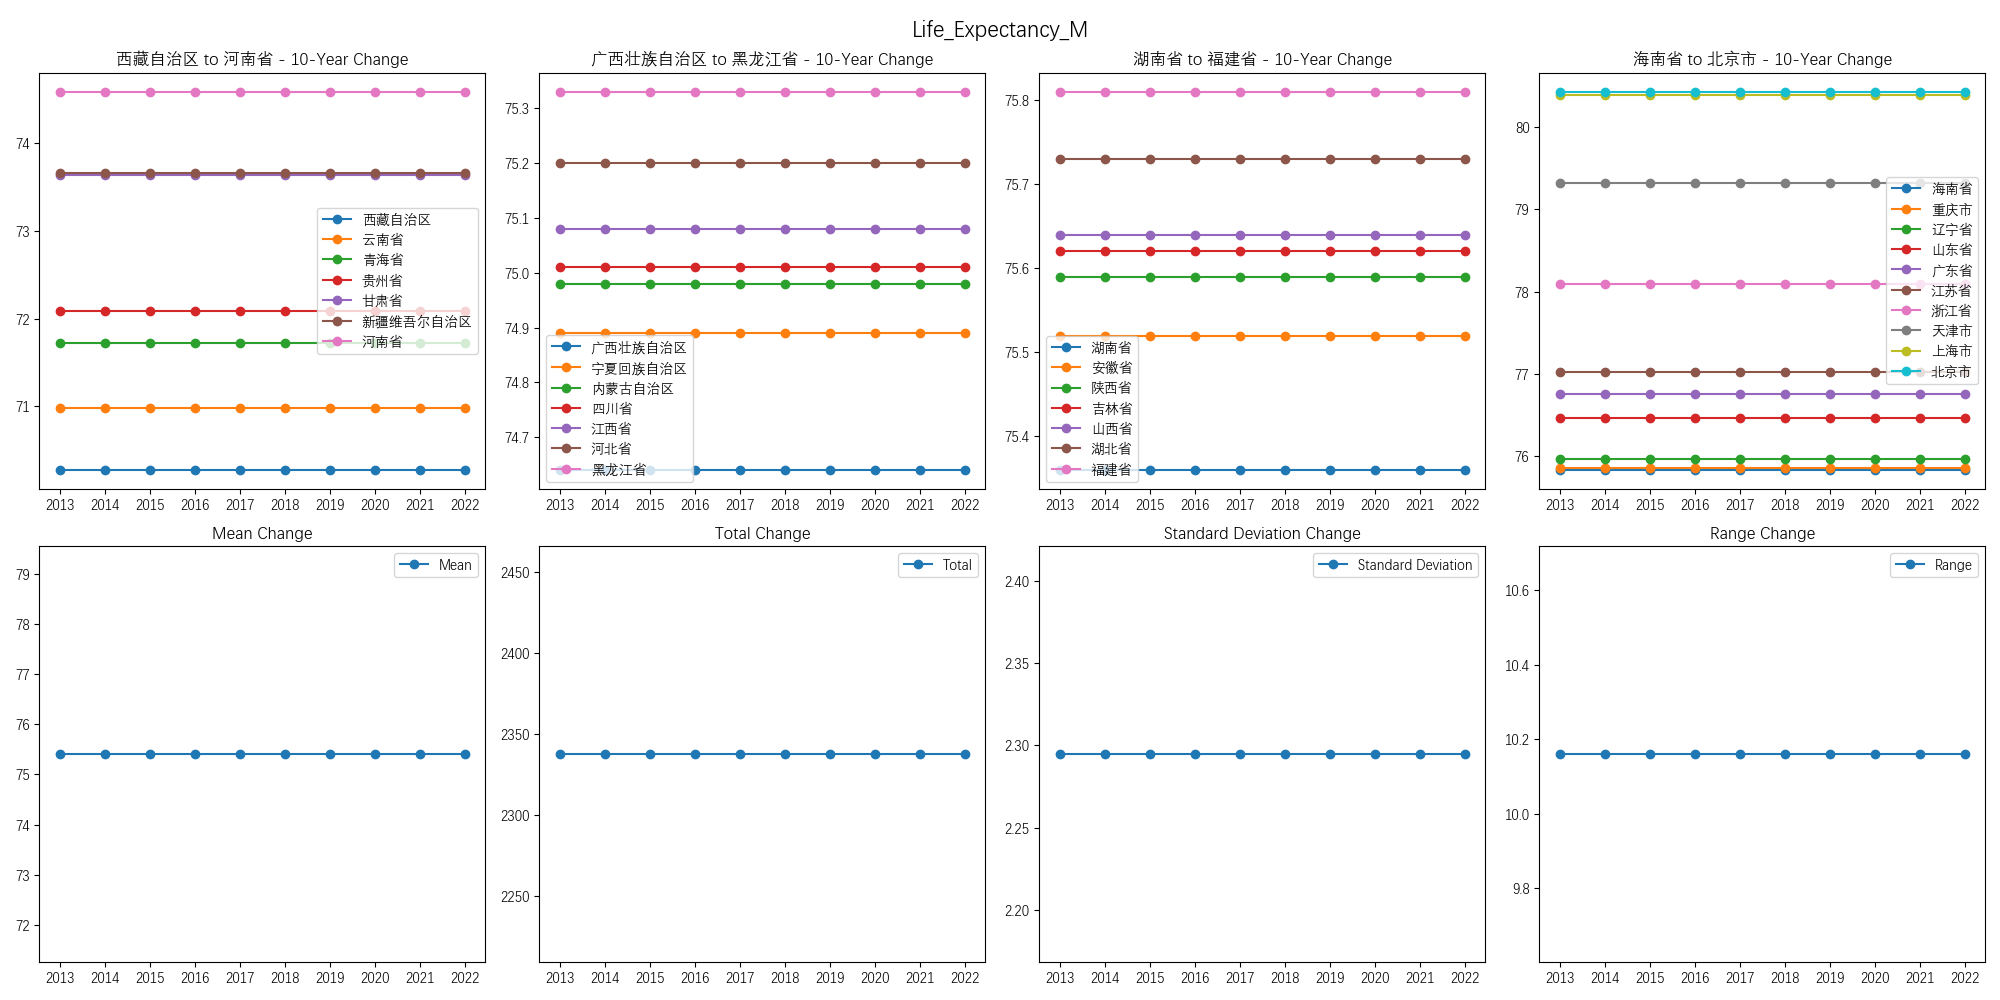 Life_Expectancy_M
西藏自治区 to 河南省 - 10-Year Change
74
73
72
71
西藏自治区
云南省
青海省
贵州省
甘肃省
新疆维吾尔自治区
河南省
2013 2014 2015 2016 2017 2018 2019 2020 2021 2022
广西壮族自治区 to 黑龙江省 - 10-Year Change
75.3
75.2
75.1
75.0
74.9
74.8
74.7
广西壮族自治区
宁夏回族自治区
内蒙古自治区
四川省
江西省
河北省
黑龙江省
2013 2014 2015 2016 2017 2018 2019 2020 2021 2022
湖南省 to 福建省 - 10-Year Change
75.8
75.7
75.6
75.5
75.4
湖南省
安徽省
陕西省
吉林省
山西省
湖北省
福建省
2013 2014 2015 2016 2017 2018 2019 2020 2021 2022
海南省 to 北京市 - 10-Year Change
80
79
78
77
76
海南省
重庆市
辽宁省
山东省
广东省
江苏省
浙江省
天津市
上海市
北京市
2013 2014 2015 2016 2017 2018 2019 2020 2021 2022
Mean Change
79
78
77
76
75
74
73
72
Mean
2013 2014 2015 2016 2017 2018 2019 2020 2021 2022
Total Change
2450
2400
2350
2300
2250
Total
2013 2014 2015 2016 2017 2018 2019 2020 2021 2022
Standard Deviation Change
2.40
2.35
2.30
2.25
2.20
Standard Deviation
2013 2014 2015 2016 2017 2018 2019 2020 2021 2022
Range Change
10.6
10.4
10.2
10.0
9.8
Range
2013 2014 2015 2016 2017 2018 2019 2020 2021 2022